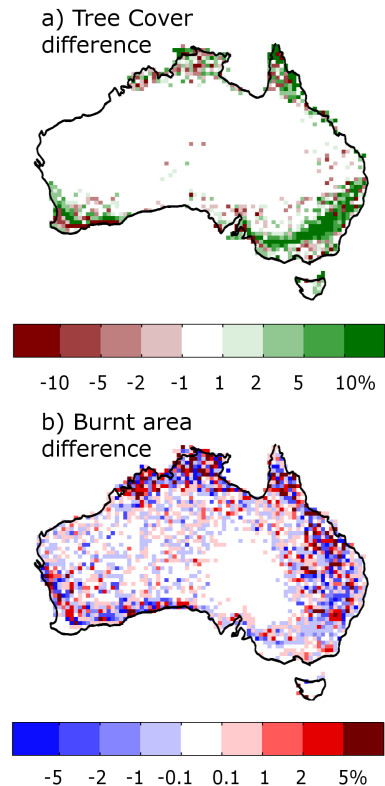 a) Tree Cover
difference
-10 -5 -2 -1 1 2 5 10%
b) Burnt area
difference
-5 -2 -1 -0.1 0.1 1 2 5%